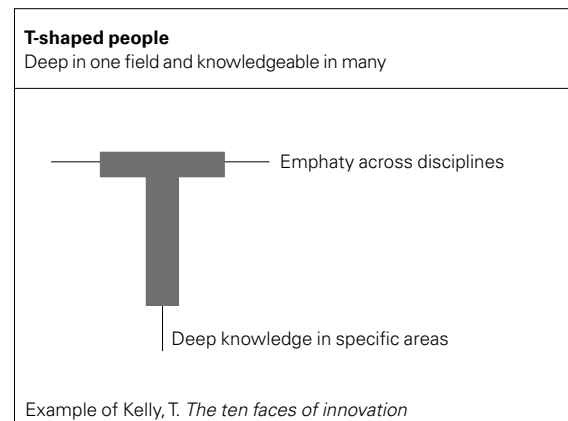 T-shaped people
Deep in one field and knowledgeable in many
Emphaty across disciplines
Deep knowledge in specific areas
Example of Kelly, T. The ten faces of innovation